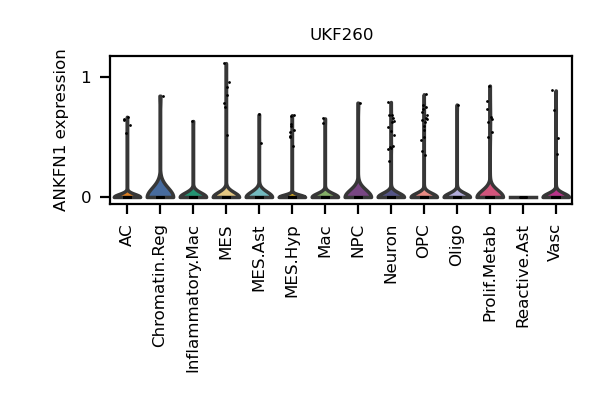 UKF260
ANKFN1 expression
1
0
AC
Chromatin.Reg
Inflammatory.Mac
MES
MES.Ast
MES.Hyp
Mac
NPC
Neuron
OPC
Oligo
Prolif.Metab
Reactive.Ast
Vasc